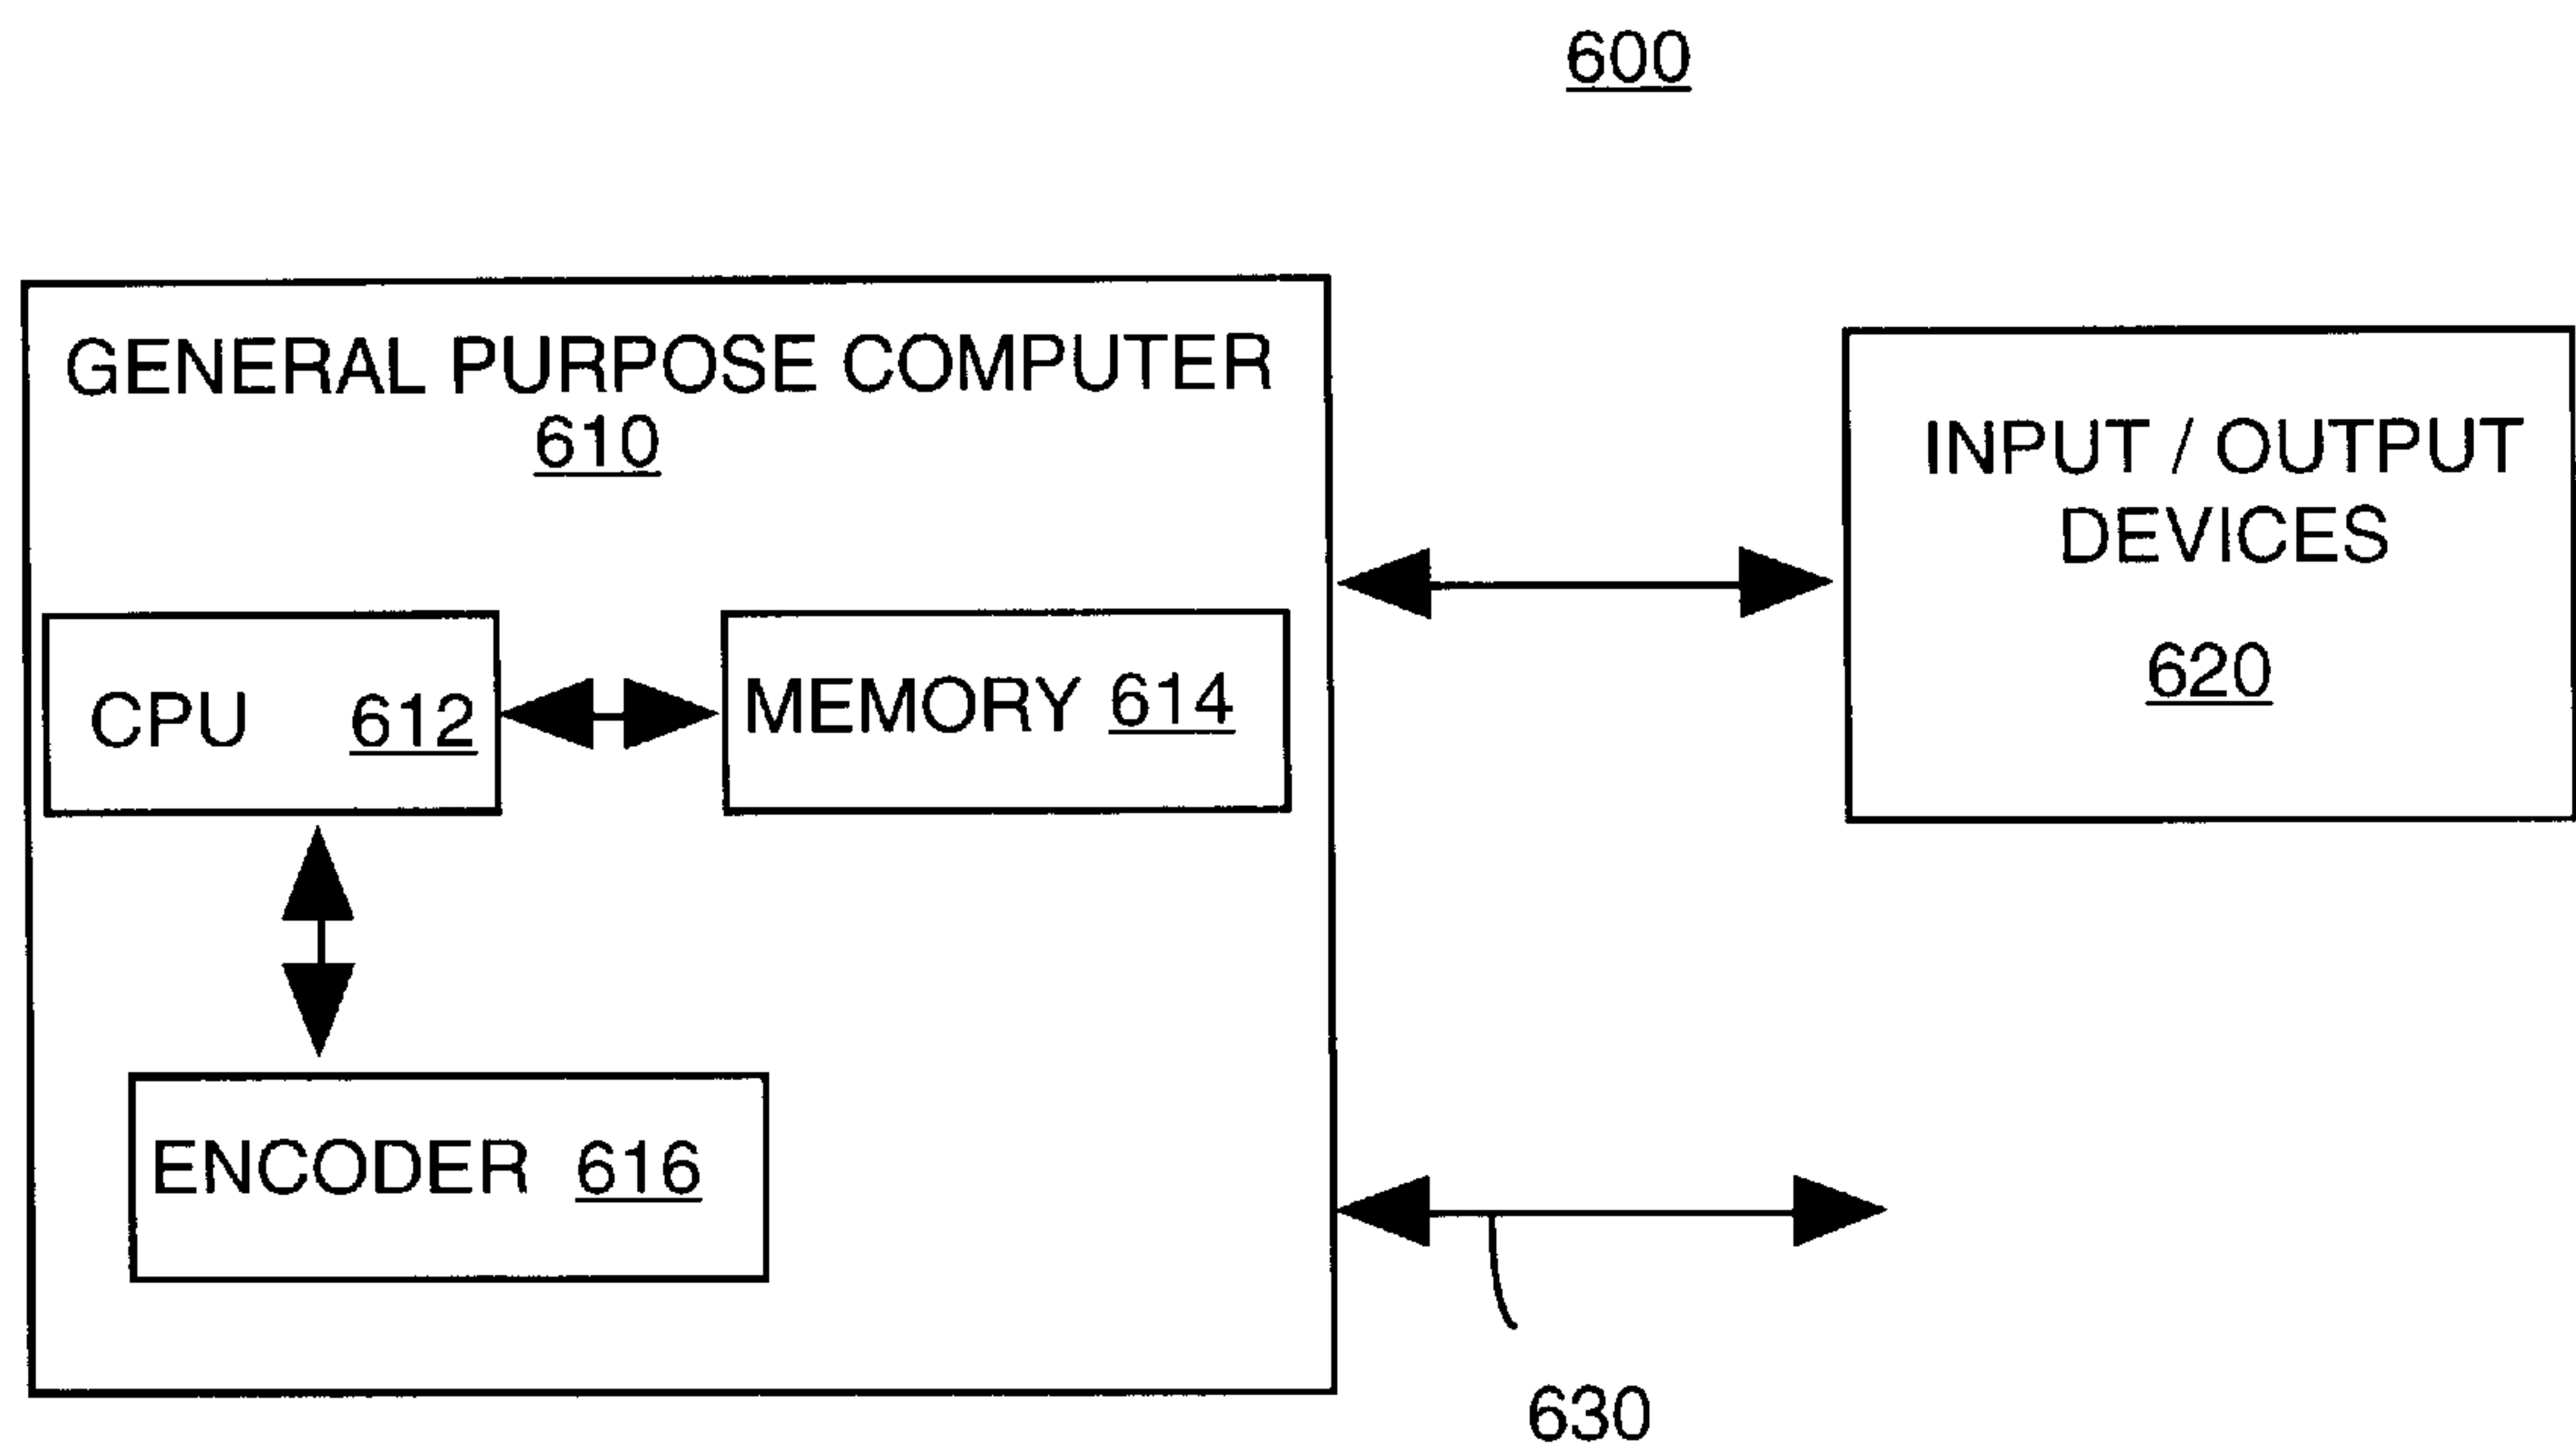 600
GENERAL PURPOSE COMPUTER
610
INPUT / OUTPUT
DEVICES
620
CPU 612
MEMORY 614
ENCODER 616
630